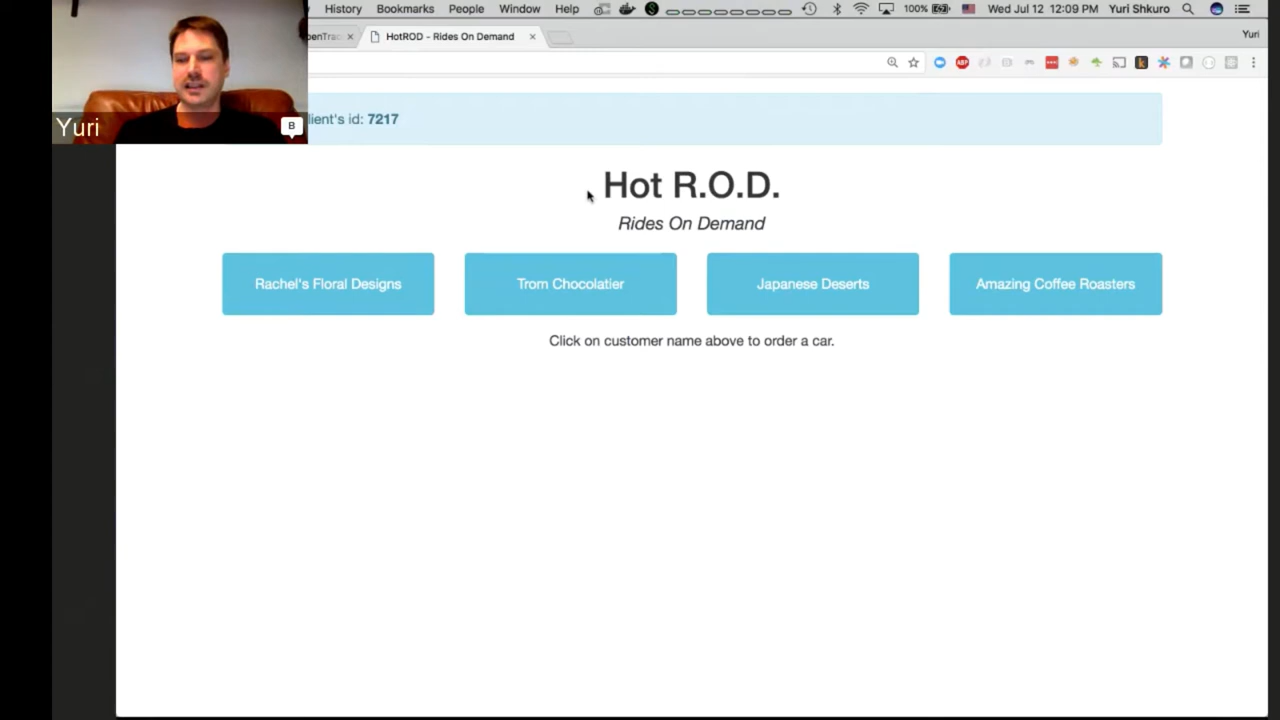 History Bookmarks People Window Help 100% Wed Jul 12 12:09 PM Yuri Shkuro
HotROD - Rides On Demand Yuri
Yuri
B
id: 7217
Hot R.O.D.
Rides On Demand
Rachel's Floral Designs Trom Chocolatier Japanese Deserts Amazing Coffee Roasters
Click on customer name above to order a car.